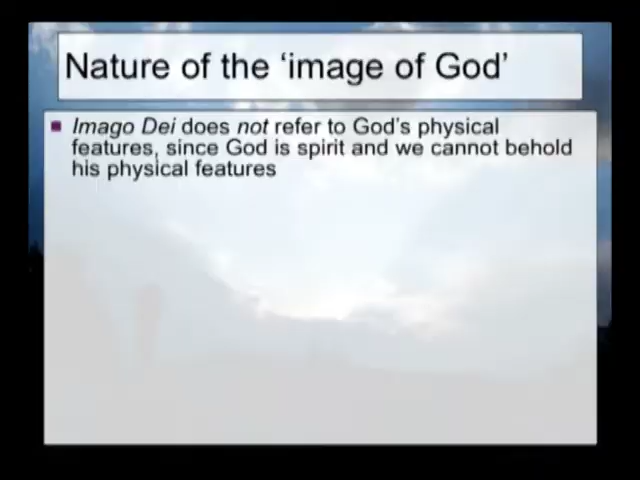 Nature of the ‘image of God’
Imago Dei does not refer to God’s physical
features, since God is spirit and we cannot behold
his physical features